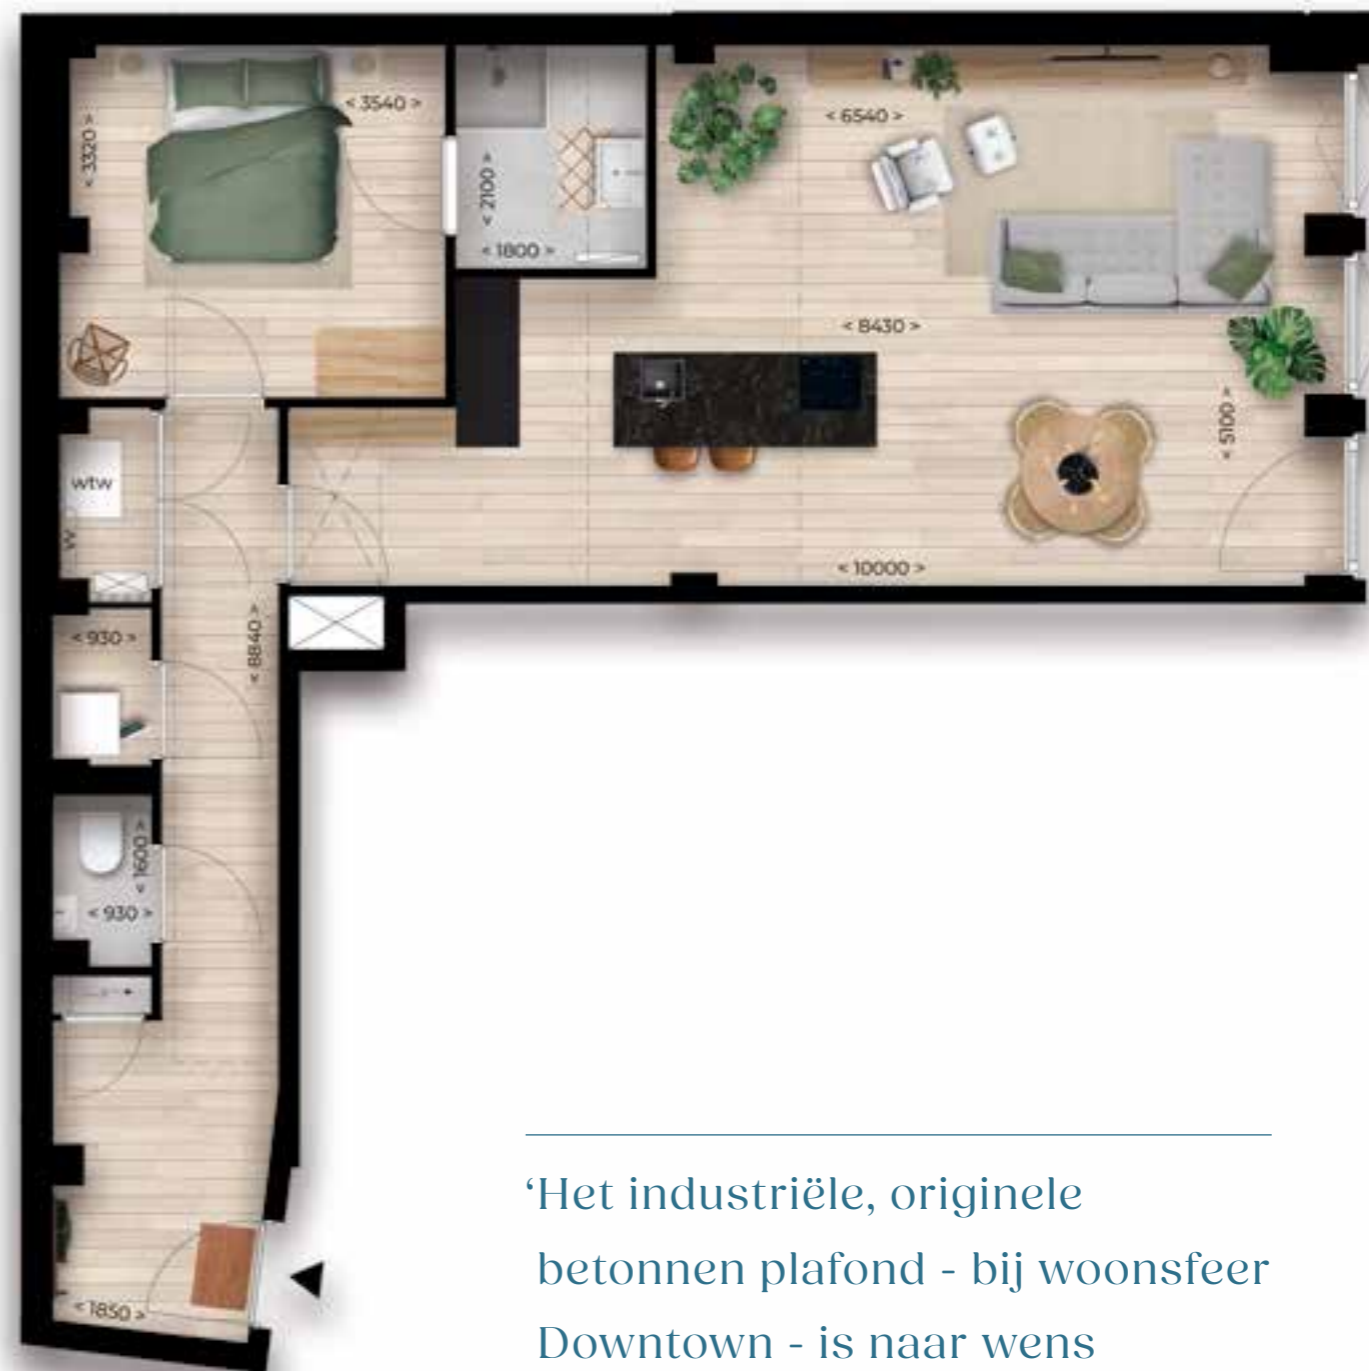 < 3540 >
< 3320 >
< 2100 >
< 1800 >
< 6540 >
< 8430 >
< 5100 >
< 10000 >
wtw
< 930 >
< 8840 >
< 1600 >
< 930 >
< 1850 >
‘Het industriële, originele
betonnen plafond - bij woonsfeer
Downtown - is naar wens